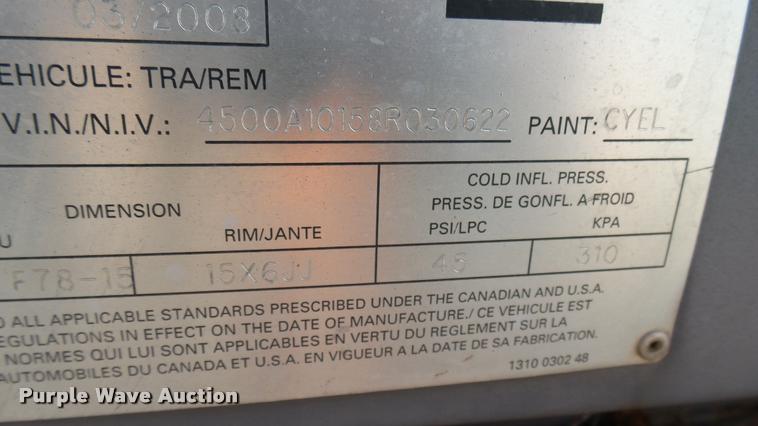 03/2008
EHICULE: TRA/REM
V.I.N./N.I.V.: 4500A10158R030622 PAINT: CYEL
DIMENSION
RIM/JANTE
COLD INFL. PRESS.
PRESS. DE GONFL. A FROID
PSI/LPC KPA
U
F78-15 15X6JJ 45 310
O ALL APPLICABLE STANDARDS PRESCRIBED UNDER THE CANADIAN AND U.S.A.
EGULATIONS IN EFFECT ON THE DATE OF MANUFACTURE./ CE VEHICULE EST
NORMES QUI LUI SONT APPLICABLES EN VERTU DU REGLEMENT SUR LA
AUTOMOBILES DU CANADA ET U.S.A. EN VIGUEUR A LA DATE DE SA FABRICATION.
1310 0302 48
Purple Wave Auction